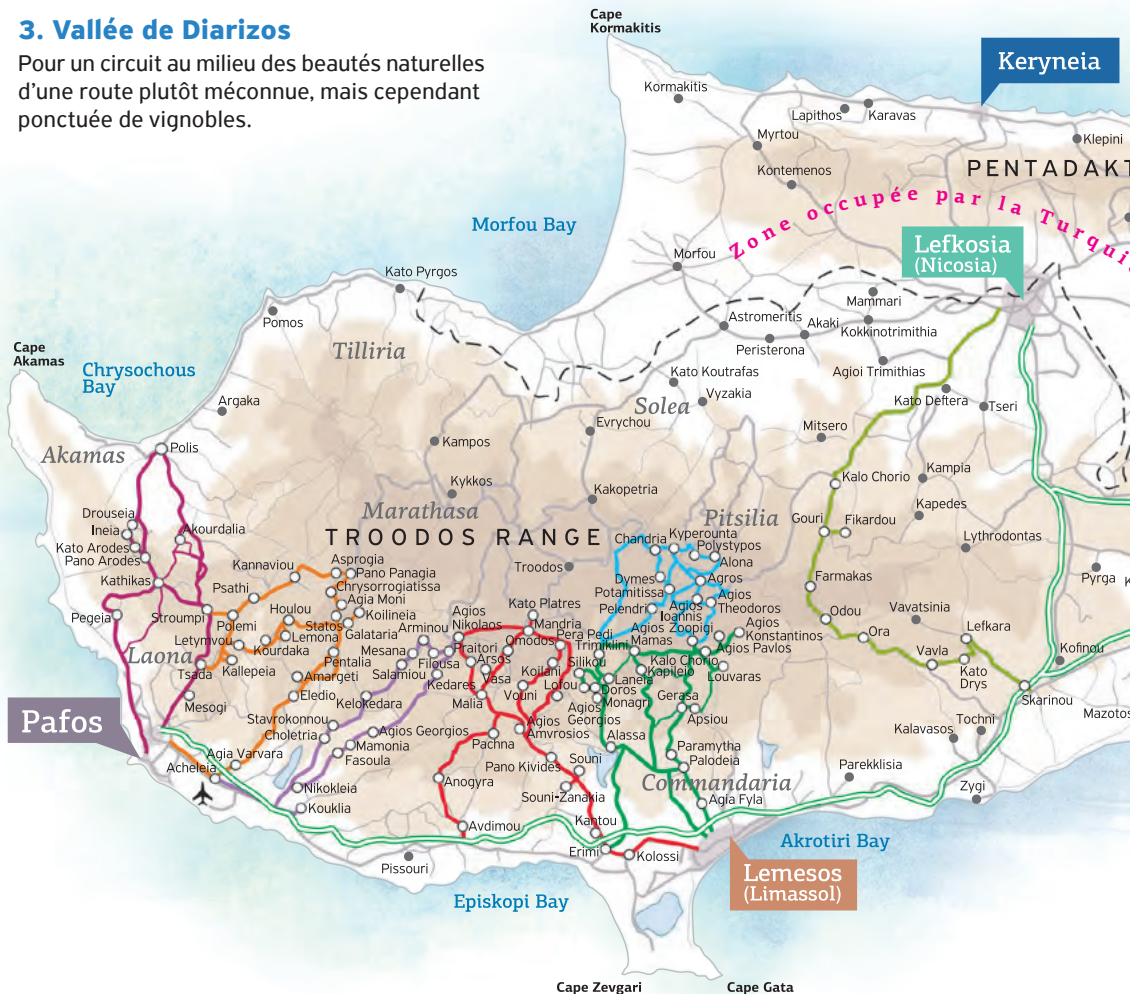 3. Vallée de Diarizos
Pour un circuit au milieu des beautés naturelles
d'une route plutôt méconnue, mais cependant
ponctuée de vignobles.
Cape
Kormakitis
Keryneia
Kormakitis
Lapithos
Karavas
Myrtou
Klepini
Kontemenos
PENTADAKT
Zone occupée par la Turqui
Morfou Bay
Lefkosia
(Nicosia)
Morfou
Kato Pyrgos
Mammari
Pomos
Astromeritis
Akaki
Kokkinotrimithia
Peristerona
Tilliria
Cape
Akamas
Chrysochous
Bay
Agioi Trimithias
Kato Koutrafas
Vyzakia
Solea
Kato Deftera
Tseri
Argaka
Evrychou
Mitsero
Kampos
Polis
Akamas
Kampia
Kalo Chorio
Kykkos
Kakopetria
Kapedes
Marathasa
Pitsilia
Drouseia
Ineia
Akourdalia
Gouri
Fikardou
TROODOS RANGE
Chandria
Kyperounta
Polystypos
Lythrodontas
Kato Arodes
Pano Arodes
Alona
Asprogia
Kannaviou
Pano Panagia
Troodos
Pyrga
K
Kathikas
Psathi
Chrysorrogiatissa
Dymes
Agros
Farmakas
Potamitissa
Agia Moni
Agios
Theodoros
Kato Platres
Pegeia
Stroumpi
Houlou
Koilineia
Agios
Nikolaos
Pelendri
Agios
Ioannis
Odou
Vavatsinia
Polemi
Statos
Arminou
Mandria
Agios
Konstantinos
Lefkara
Letymvou
Lemona
Galataria
Praitori
Omodos
Pera Pedi
Agios Zoopigi
Ora
Kourdaka
Mesana
Filousa
Arsos
Trimiklini
Mamas
Agios Pavlos
Laona
Kallepeia
Pentalia
Salamiou
Vasa
Koilani
Silikou
Kalo Chorio
Vavla
Kofinou
Tsada
Amargeti
Kedares
Laneia
Kapileio
Louvaras
Kato
Drys
Vouni
Lofou
Doros
Mesogi
Eledio
Kelokedara
Malia
Agios
Georgios
Monagri
Gerasa
Skarinou
Pafos
Stavrokonnou
Apsiou
Mazotos
Choletria
Agios Georgios
Agios
Amvrosios
Tochni
Kalavasos
Mamonia
Pachna
Alassa
Agia Varvara
Fasoula
Paramytha
Palodeia
Pano Kivides
Souni
Acheleia
Anogyra
Commandaria
Parekklisia
Nikokleia
Zygi
Souni-Zanakia
Kouklia
Agia Fyla
Kantou
Avdimou
Akrotiri Bay
Erimi
Kolossi
Pissouri
Lemesos
(Limassol)
Episkopi Bay
Cape Zevgari
Cape Gata